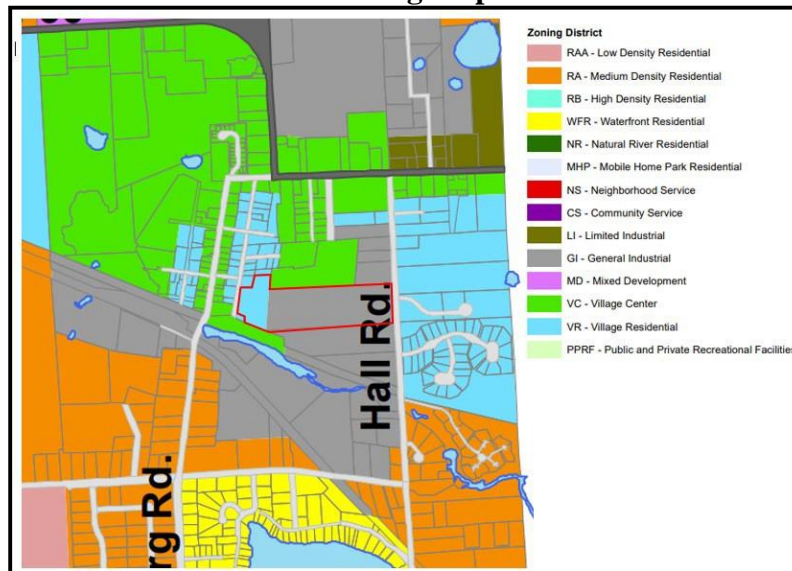 Zoning District
RAA - Low Density Residential
RA - Medium Density Residential
RB - High Density Residential
WFR - Waterfront Residential
NR - Natural River Residential
MHP - Mobile Home Park Residential
NS - Neighborhood Service
CS - Community Service
LI - Limited Industrial
GI - General Industrial
MD - Mixed Development
VC - Village Center
VR - Village Residential
PPRF - Public and Private Recreational Facilities
Hall Rd.
rg Rd.